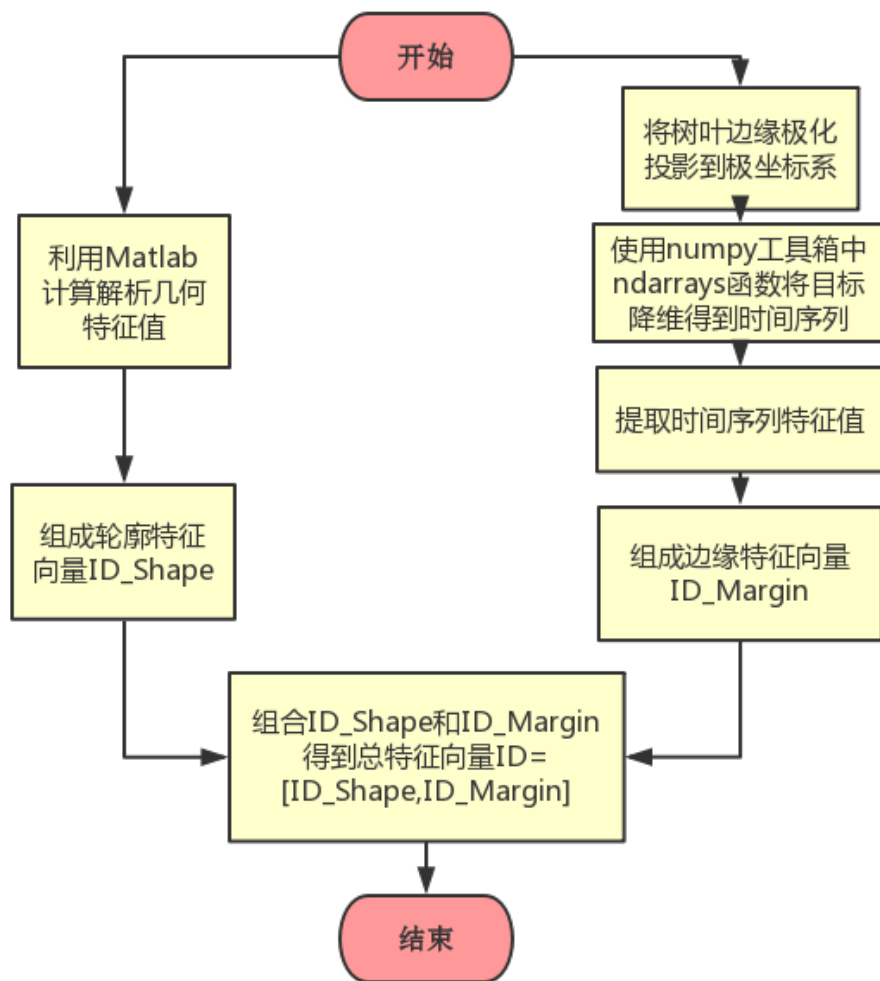 开始
将树叶边缘极化
投影到极坐标系
利用Matlab
计算解析几何
特征值
使用numpy工具箱中
ndarrays函数将目标
降维得到时间序列
提取时间序列特征值
组成轮廓特征
向量ID_Shape
组成边缘特征向量
ID_Margin
组合ID_Shape和ID_Margin
得到总特征向量ID=
[ID_Shape,ID_Margin]
结束